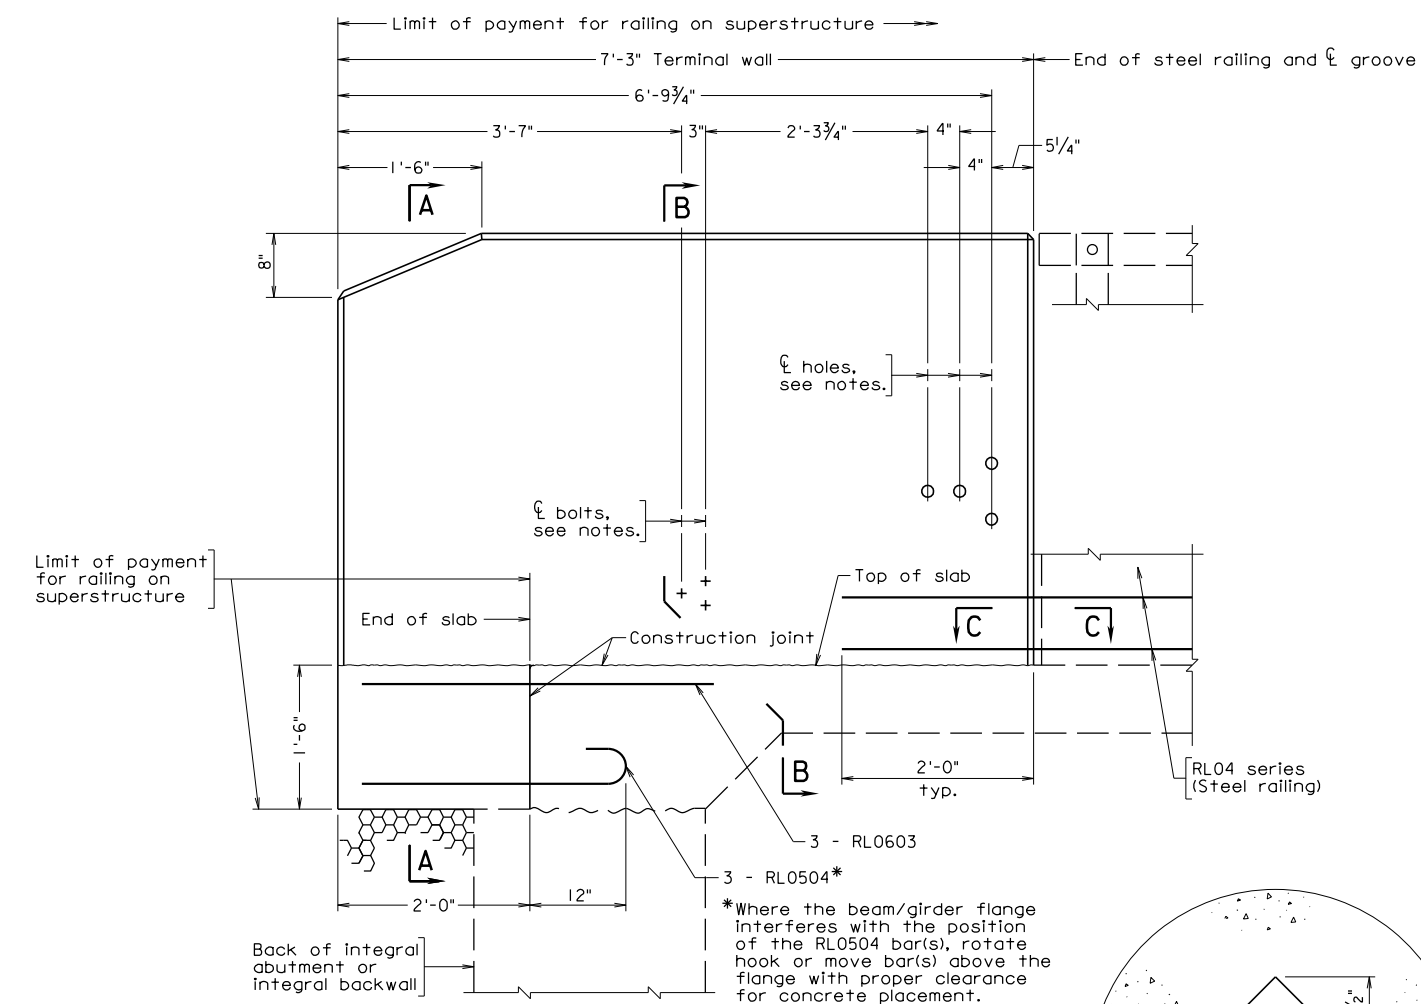 Limit of payment for railing on superstructure
7'-3" Terminal wall
End of steel railing and ℄ groove
6'-9¾"
3'-7"
3"
2'-3¾"
4"
5¼"
1'-6"
4"
A
B
8"
℄ holes,
see notes.
℄ bolts,
see notes.
Limit of payment
for railing on
superstructure
Top of slab
End of slab
Construction joint
C
C
1'-6"
B
2'-0"
typ.
RL04 series
(Steel railing)
3 - RL0603
A
3 - RL0504*
2'-0"
12"
*Where the beam/girder flange
interferes with the position
of the RL0504 bar(s), rotate
hook or move bar(s) above the
flange with proper clearance
for concrete placement.
Back of integral
abutment or
integral backwall